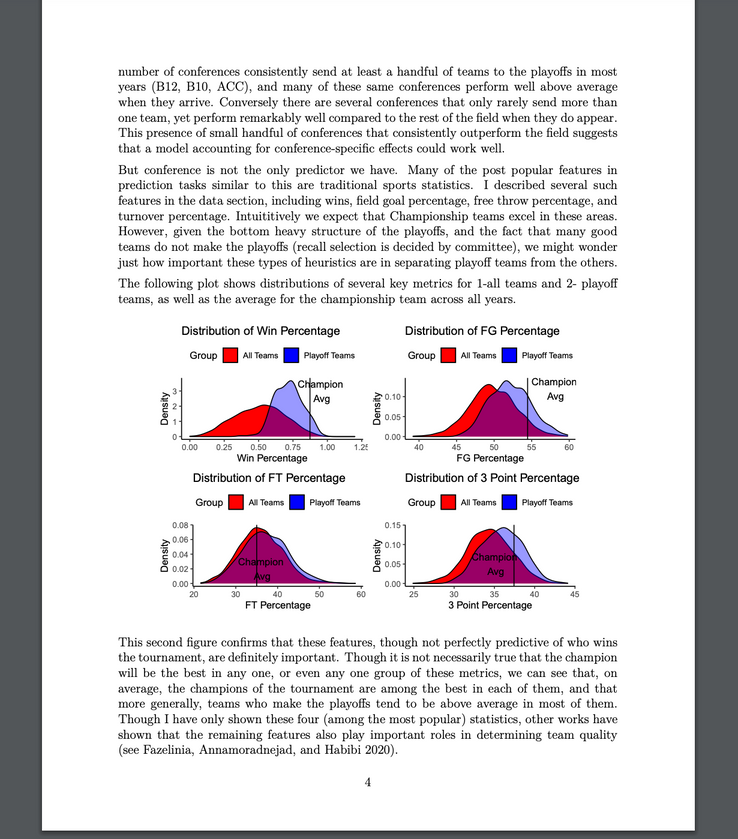 number of conferences consistently send at least a handful of teams to the playoffs in most
years (B12, B10, ACC), and many of these same conferences perform well above average
when they arrive. Conversely there are several conferences that only rarely send more than
one team, yet perform remarkably well compared to the rest of the field when they do appear.
This presence of small handful of conferences that consistently outperform the field suggests
that a model accounting for conference-specific effects could work well.
But conference is not the only predictor we have. Many of the post popular features in
prediction tasks similar to this are traditional sports statistics. I described several such
features in the data section, including wins, field goal percentage, free throw percentage, and
turnover percentage. Intuititively we expect that Championship teams excel in these areas.
However, given the bottom heavy structure of the playoffs, and the fact that many good
teams do not make the playoffs (recall selection is decided by committee), we might wonder
just how important these types of heuristics are in separating playoff teams from the others.
The following plot shows distributions of several key metrics for 1-all teams and 2- playoff
teams, as well as the average for the championship team across all years.
Distribution of Win Percentage
Group All Teams Playoff Teams
Champion
Avg
Density
3
2
1
0
0.00 0.25 0.50 0.75 1.00 1.25
Win Percentage
Distribution of FG Percentage
Group All Teams Playoff Teams
Champion
Avg
Density
0.10
0.05
0.00
40 45 50 55 60
FG Percentage
Distribution of FT Percentage
Group All Teams Playoff Teams
Density
0.08
0.06
0.04
0.02
0.00
Champion
Avg
20 30 40 50 60
FT Percentage
Distribution of 3 Point Percentage
Group All Teams Playoff Teams
Density
0.15
0.10
0.05
0.00
Champion
Avg
25 30 35 40 45
3 Point Percentage
This second figure confirms that these features, though not perfectly predictive of who wins
the tournament, are definitely important. Though it is not necessarily true that the champion
will be the best in any one, or even any one group of these metrics, we can see that, on
average, the champions of the tournament are among the best in each of them, and that
more generally, teams who make the playoffs tend to be above average in most of them.
Though I have only shown these four (among the most popular) statistics, other works have
shown that the remaining features also play important roles in determining team quality
(see Fazelinia, Annamoradnejad, and Habibi 2020).
4